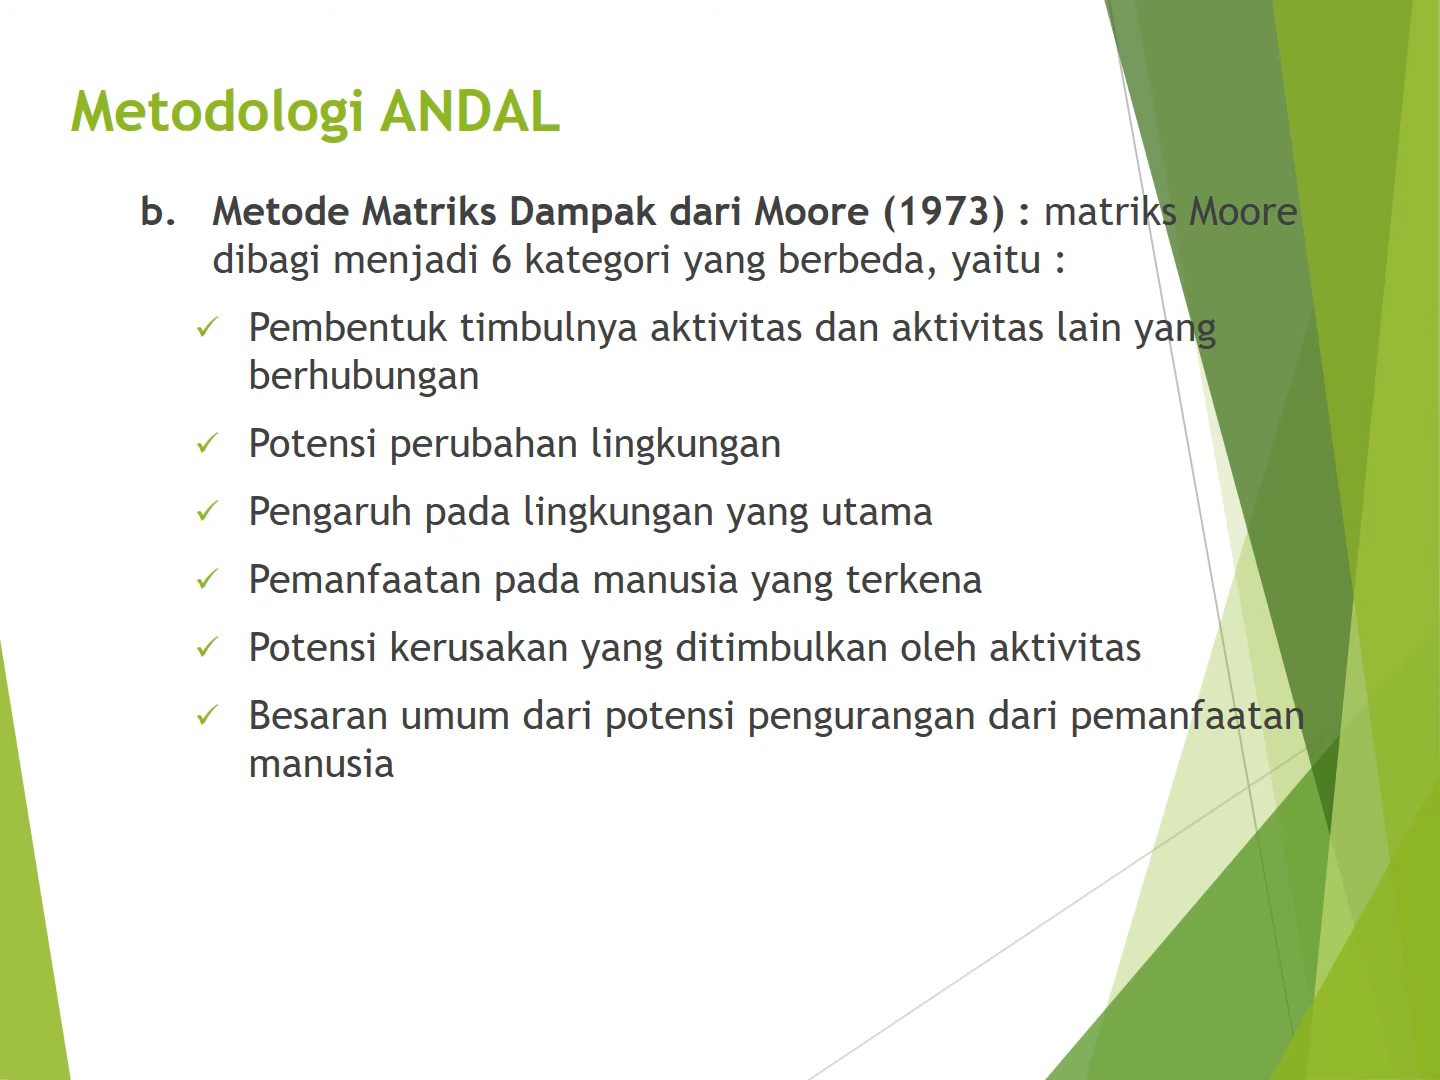 Metodologi ANDAL
b. Metode Matriks Dampak dari Moore (1973) : matriks Moore
dibagi menjadi 6 kategori yang berbeda, yaitu :
✓ Pembentuk timbulnya aktivitas dan aktivitas lain yang
berhubungan
✓ Potensi perubahan lingkungan
✓ Pengaruh pada lingkungan yang utama
✓ Pemanfaatan pada manusia yang terkena
✓ Potensi kerusakan yang ditimbulkan oleh aktivitas
✓ Besaran umum dari potensi pengurangan dari pemanfaatan
manusia